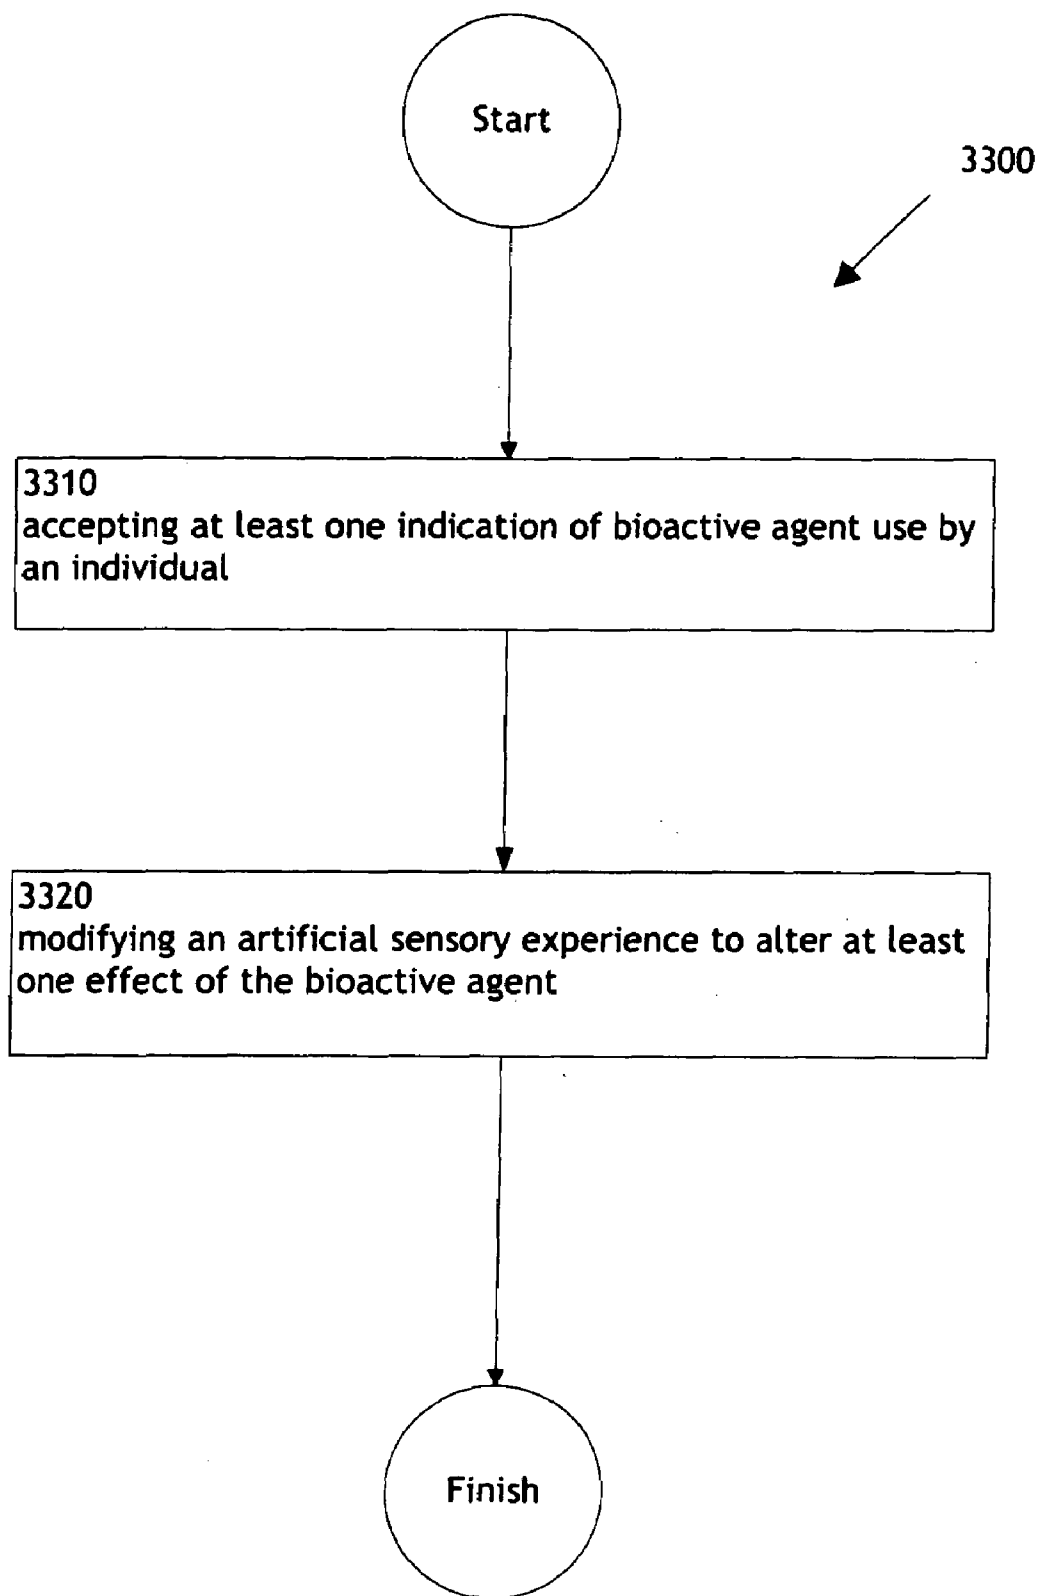 Start
3300
3310
accepting at least one indication of bioactive agent use by
an individual
3320
modifying an artificial sensory experience to alter at least
one effect of the bioactive agent
Finish